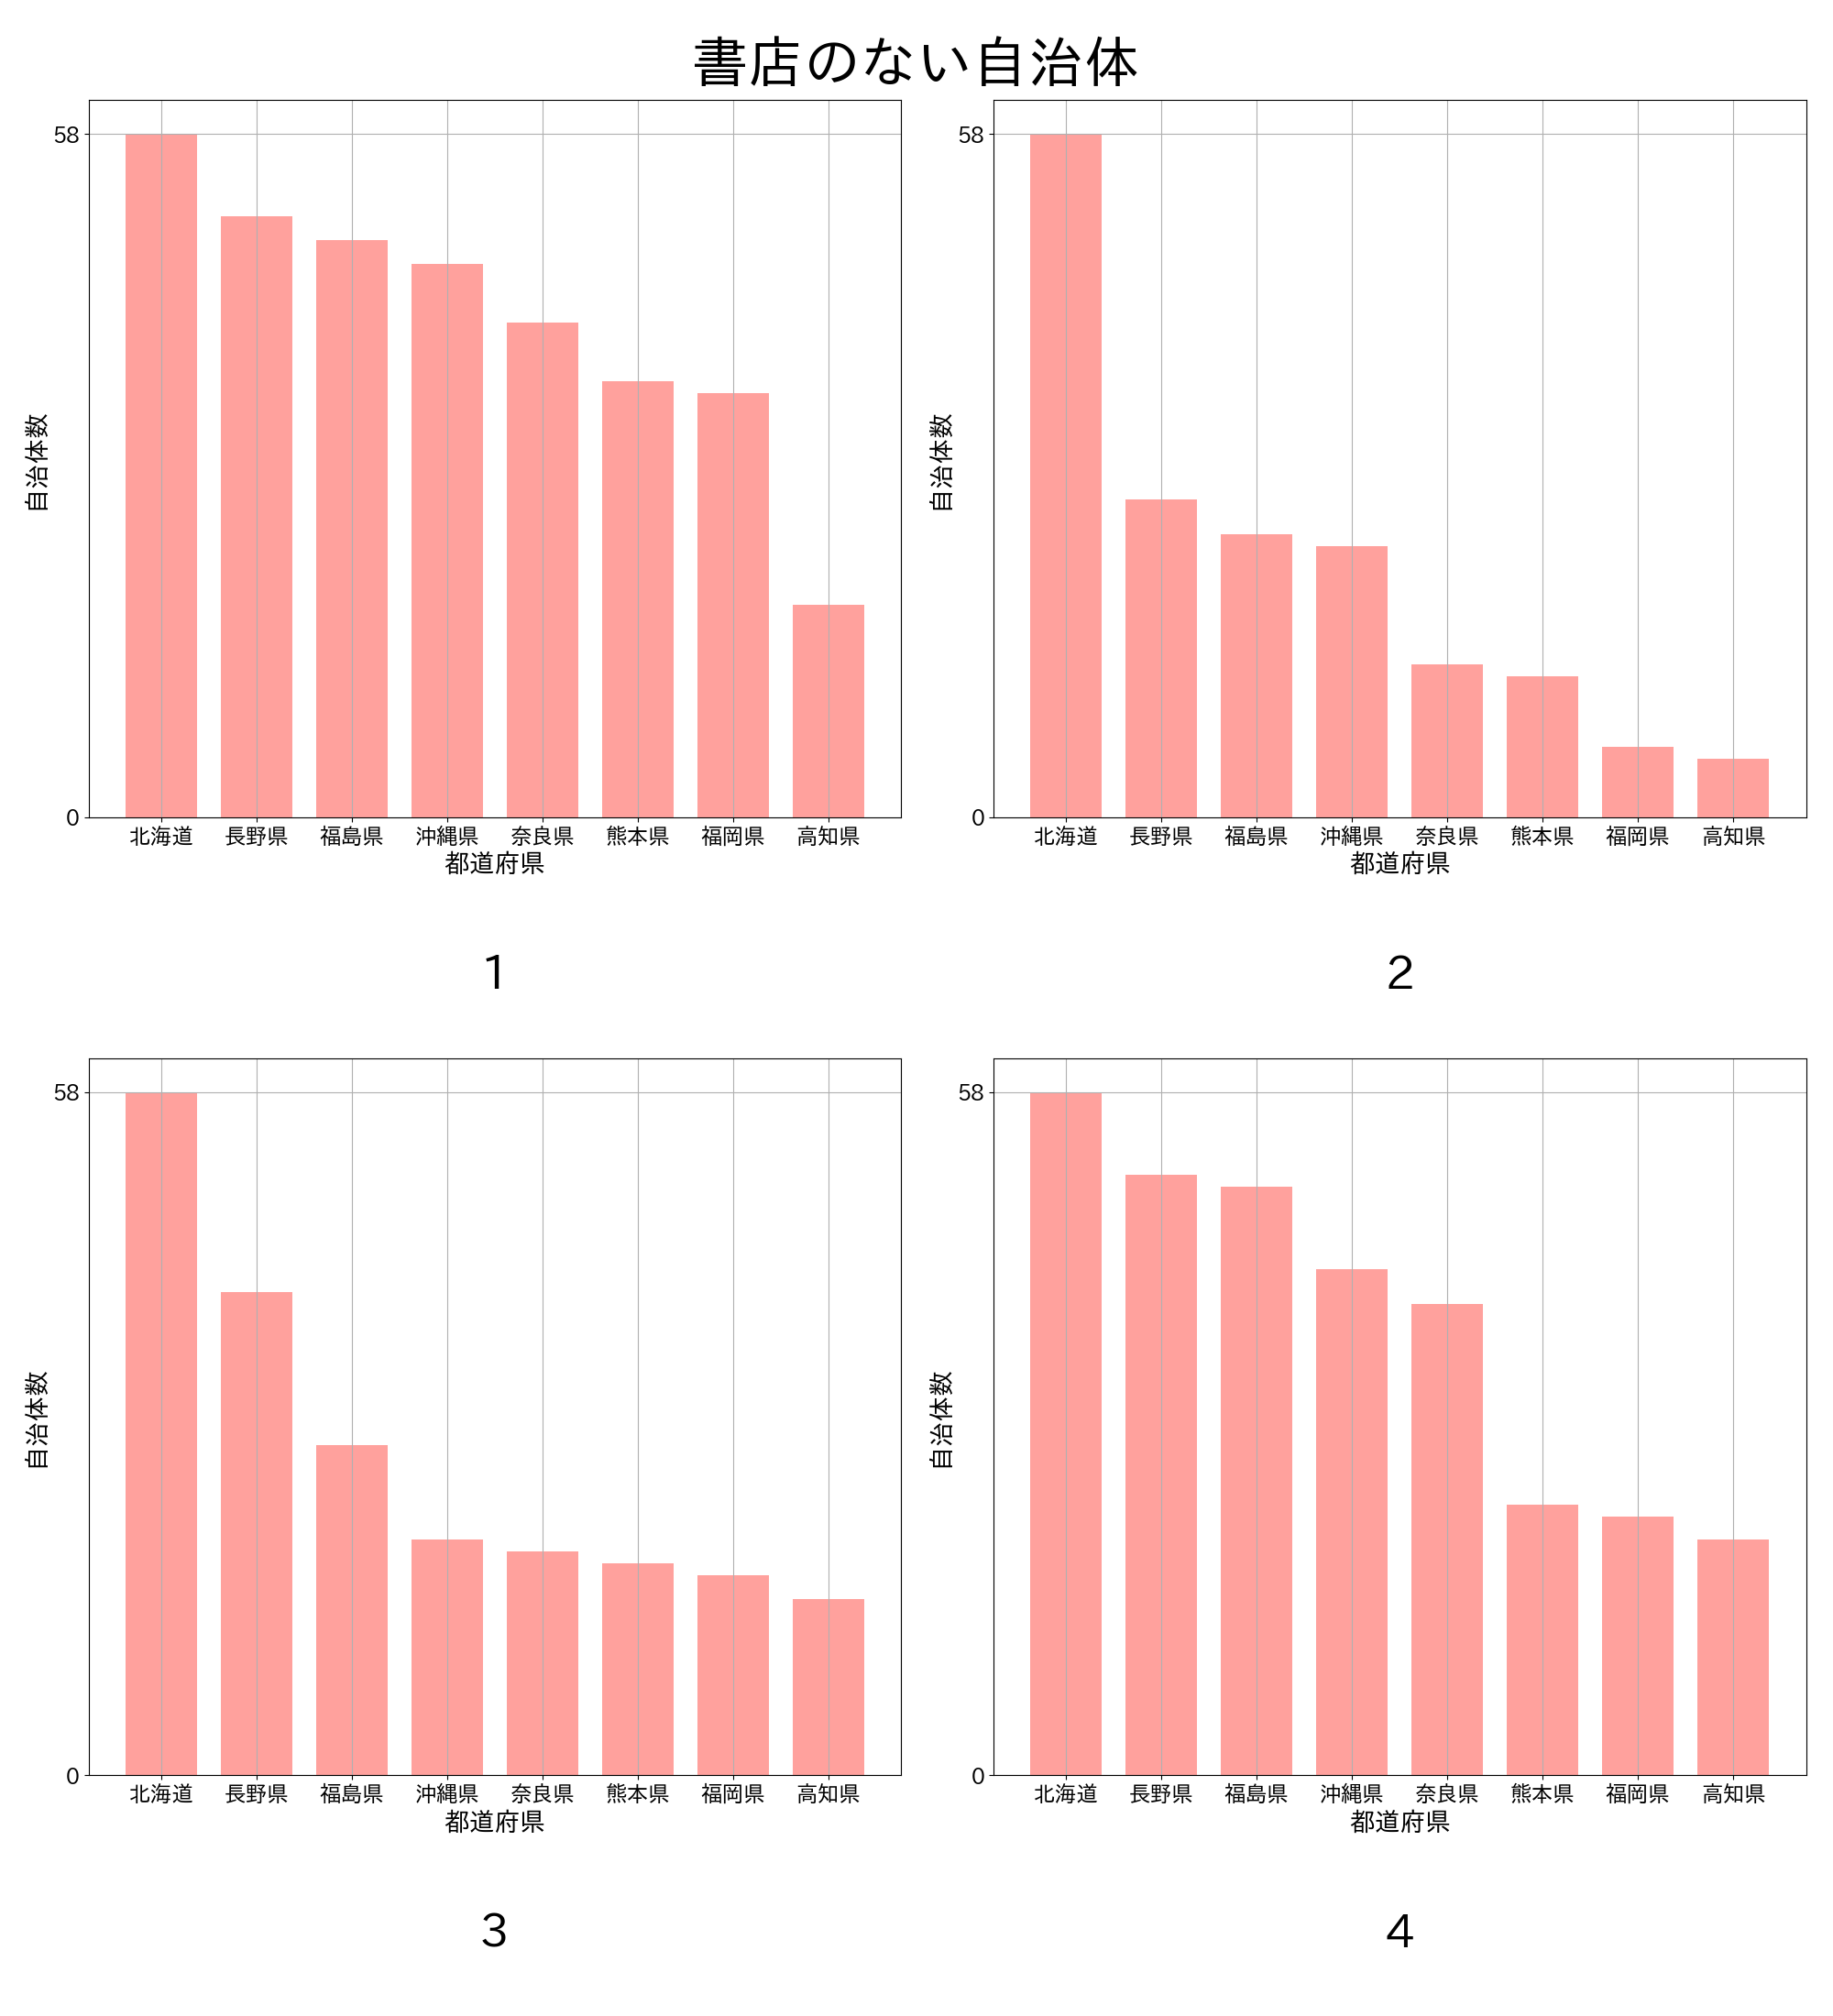 書店のない自治体
58
0
自治体数
北海道 長野県 福島県 沖縄県 奈良県 熊本県 福岡県 高知県
都道府県
1
58
0
自治体数
北海道 長野県 福島県 沖縄県 奈良県 熊本県 福岡県 高知県
都道府県
2
58
0
自治体数
北海道 長野県 福島県 沖縄県 奈良県 熊本県 福岡県 高知県
都道府県
3
58
0
自治体数
北海道 長野県 福島県 沖縄県 奈良県 熊本県 福岡県 高知県
都道府県
4